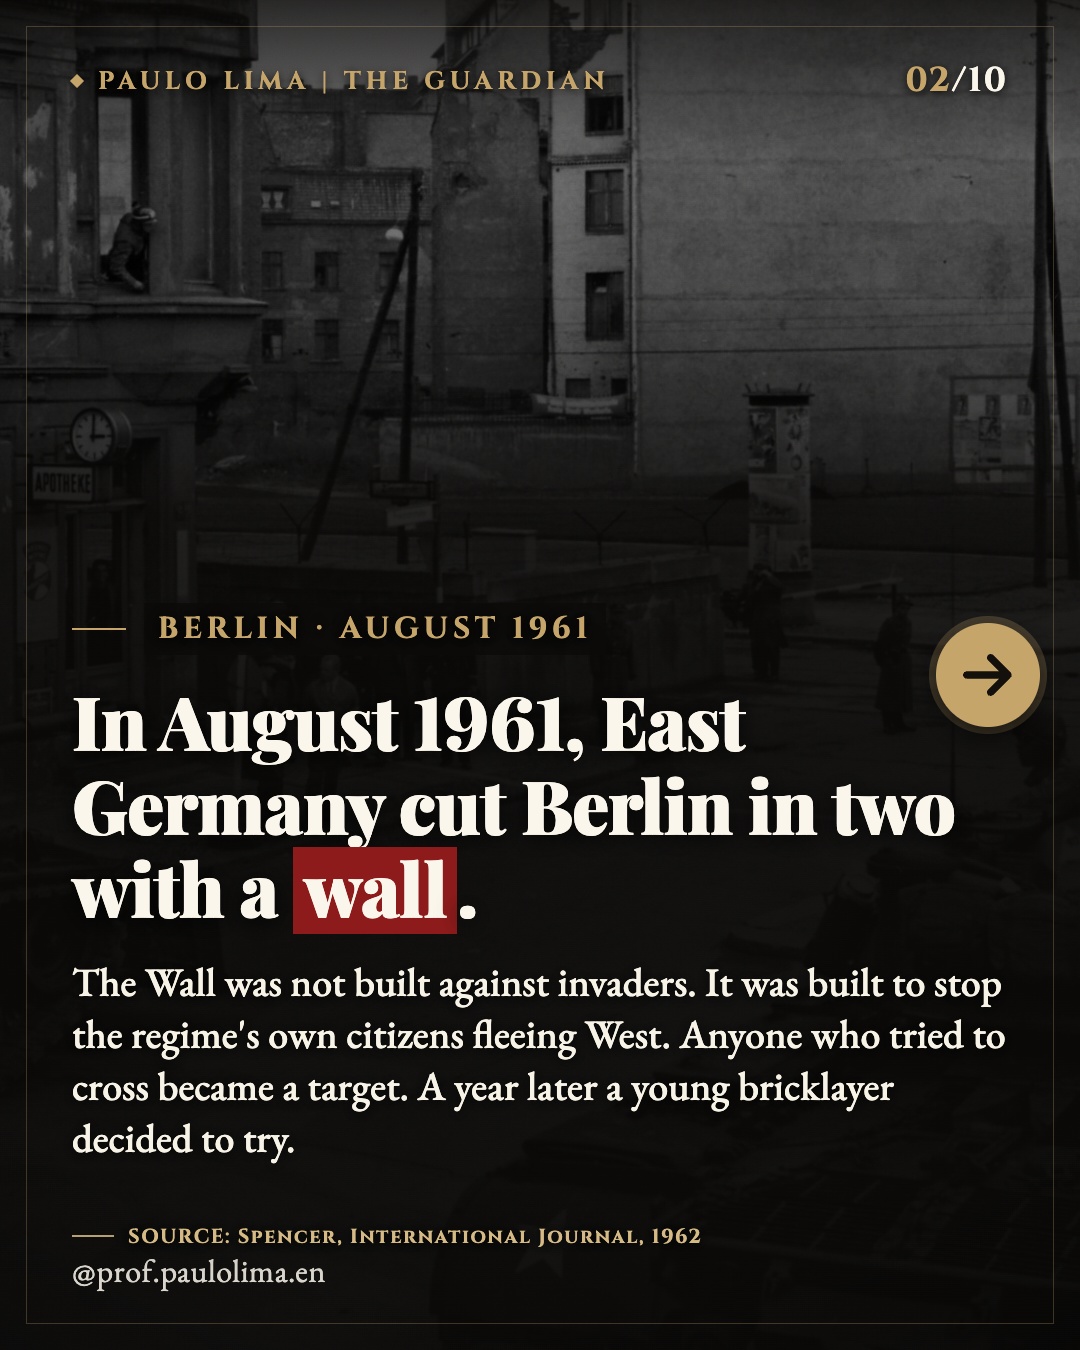 ◆ PAULO LIMA | THE GUARDIAN
02/10
APOTHEKE
BERLIN · AUGUST 1961
In August 1961, East
Germany cut Berlin in two
with a wall.
The Wall was not built against invaders. It was built to stop
the regime's own citizens fleeing West. Anyone who tried to
cross became a target. A year later a young bricklayer
decided to try.
SOURCE: Spencer, International Journal, 1962
@prof.paulolima.en